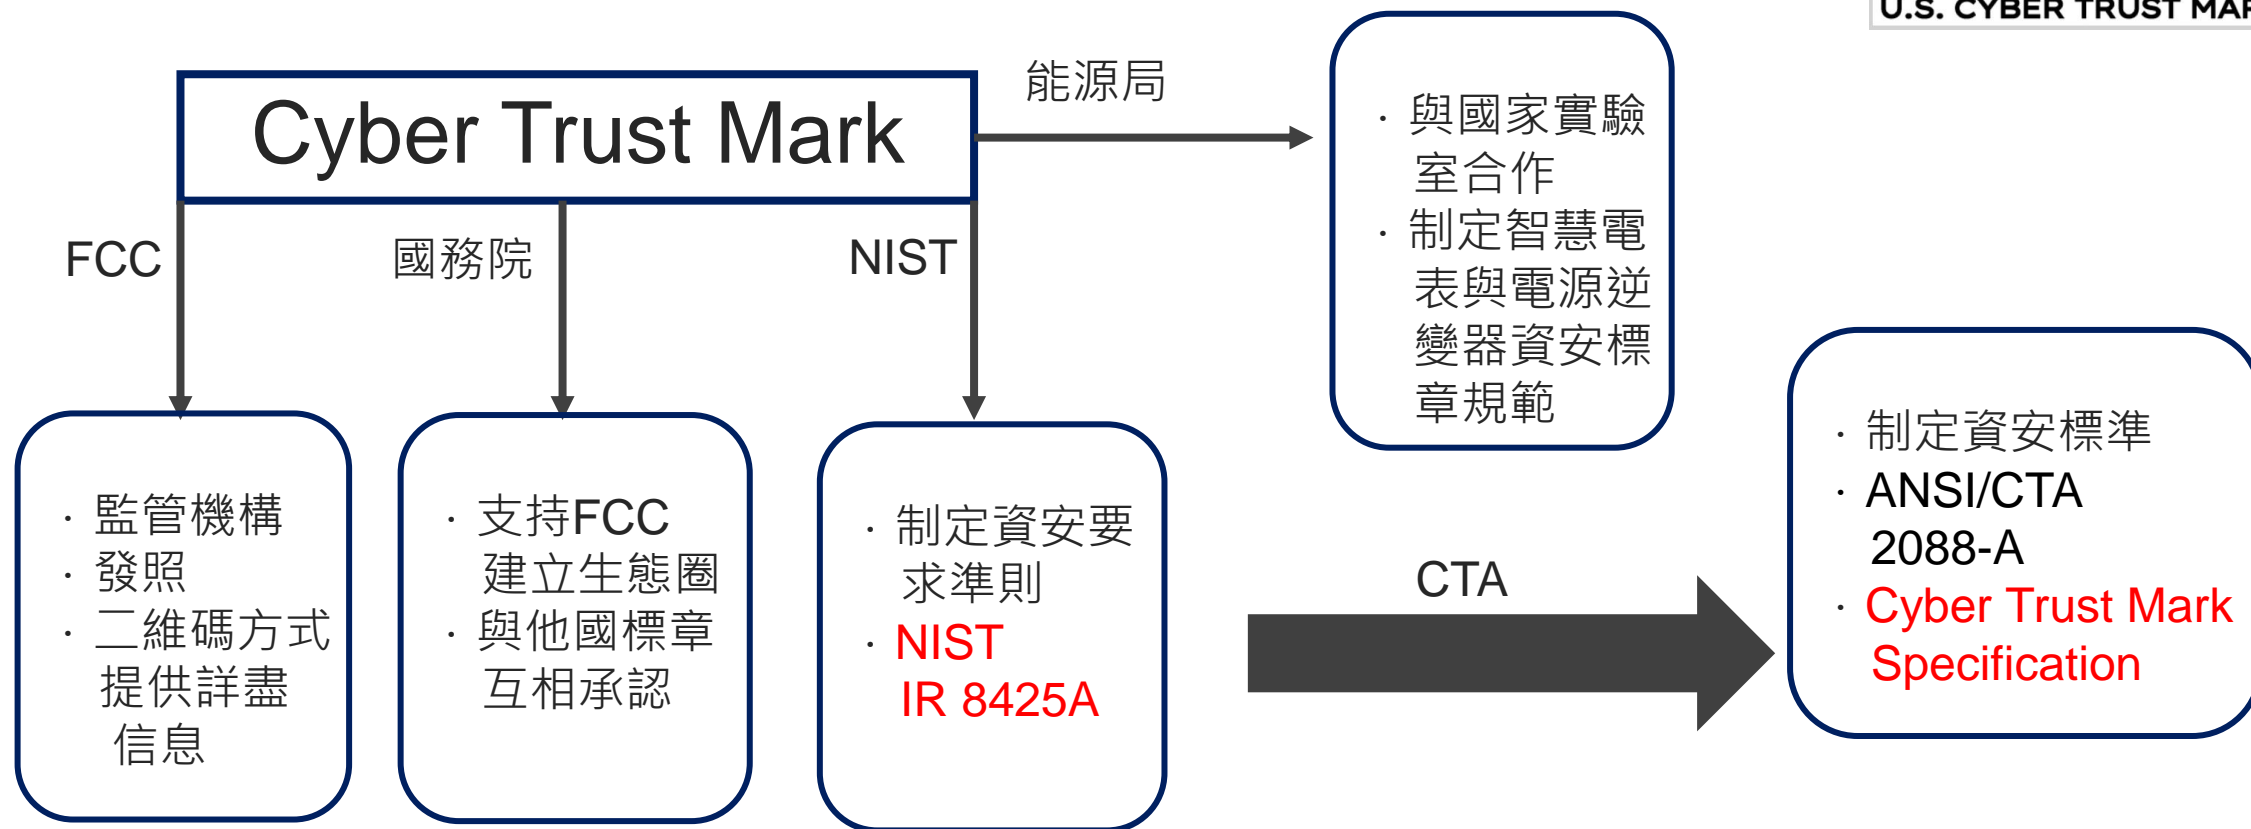 U.S. CYBER TRUST MAR
Cyber Trust Mark
能源局
FCC
國務院
NIST
· 與國家實驗
室合作
· 制定智慧電
表與電源逆
變器資安標
章規範
· 監管機構
· 發照
· 二維碼方式
提供詳盡
信息
· 支持FCC
建立生態圈
· 與他國標章
互相承認
· 制定資安要
求準則
· NIST
IR 8425A
CTA
· 制定資安標準
· ANSI/CTA
2088-A
· Cyber Trust Mark
Specification